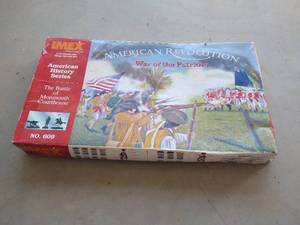 IMEX
American
History
Series
The Battle
of
Monmouth
Courthouse
NO. 609
AMERICAN REVOLUTION
War of the Patriots